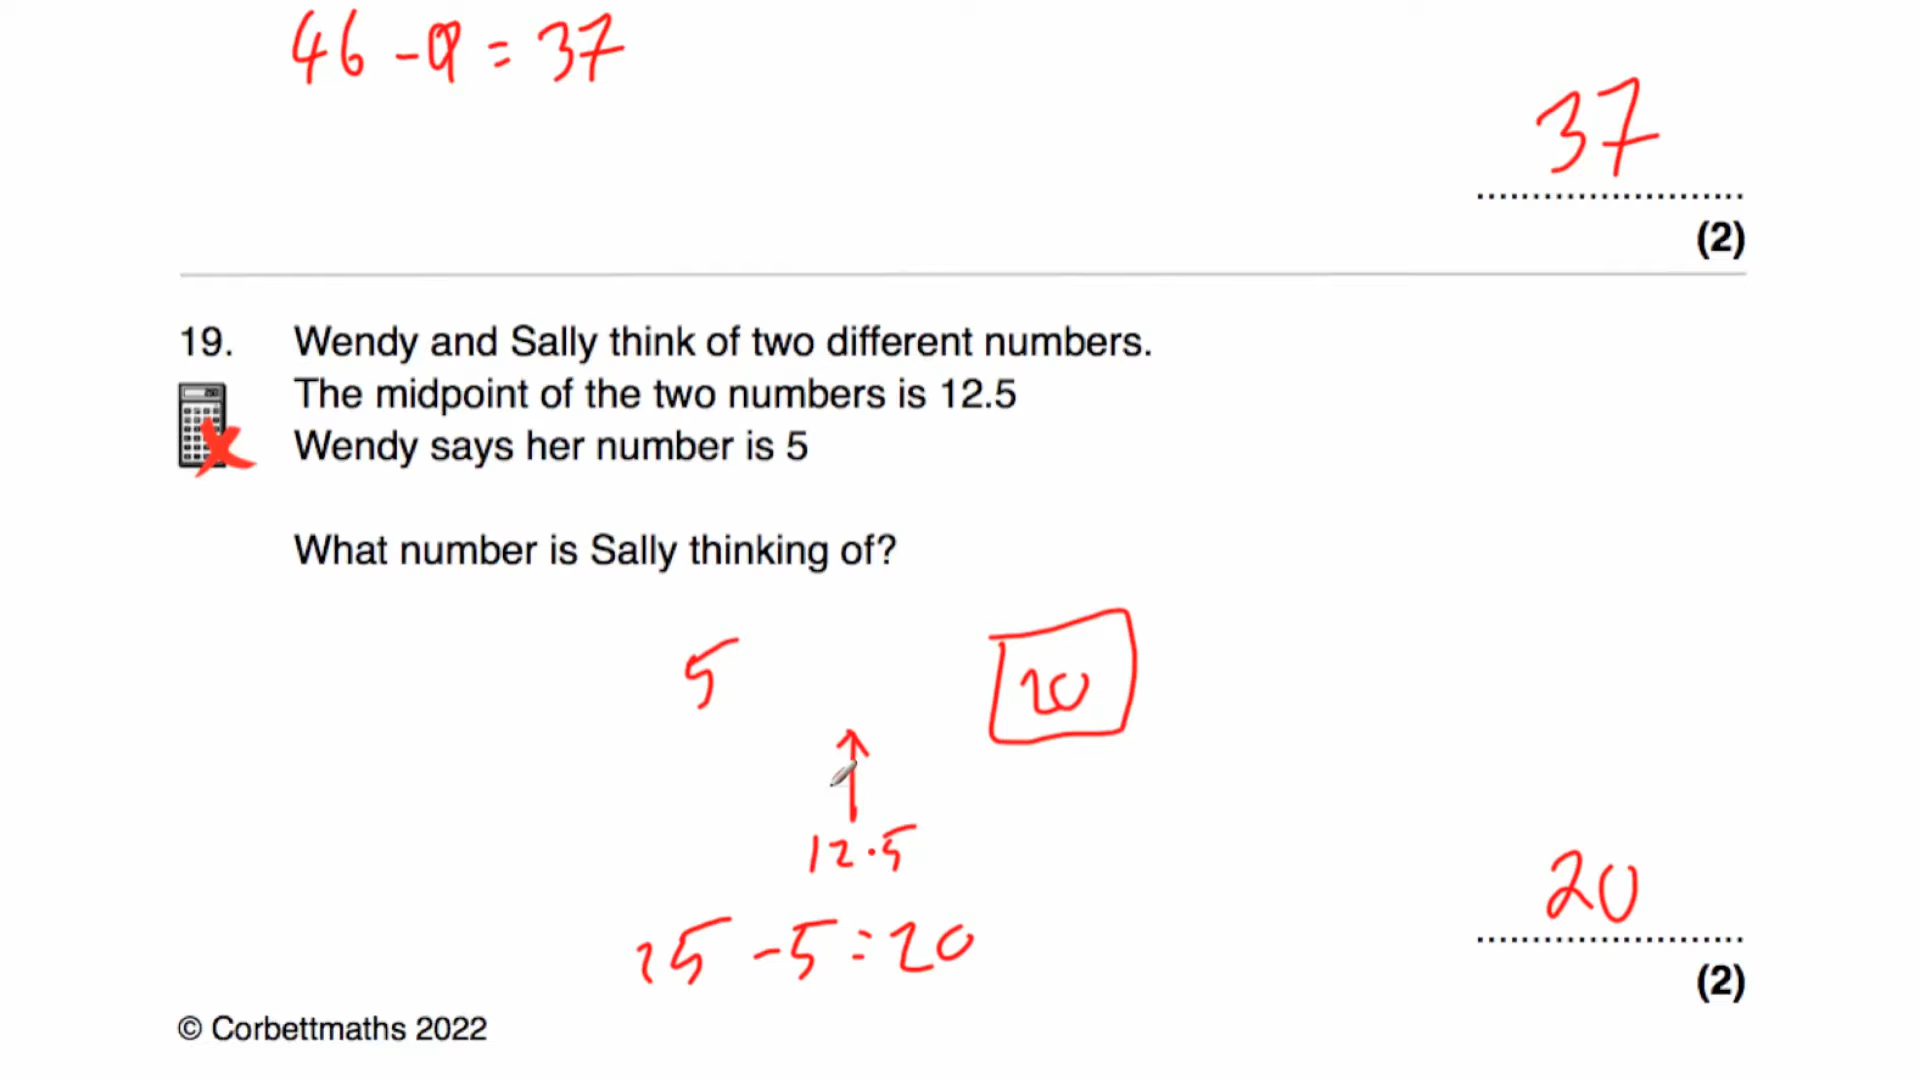 46 - 9 = 37
37
(2)
19. Wendy and Sally think of two different numbers.
The midpoint of the two numbers is 12.5
Wendy says her number is 5
What number is Sally thinking of?
5 20
12.5
25 - 5 = 20
20
(2)
© Corbettmaths 2022